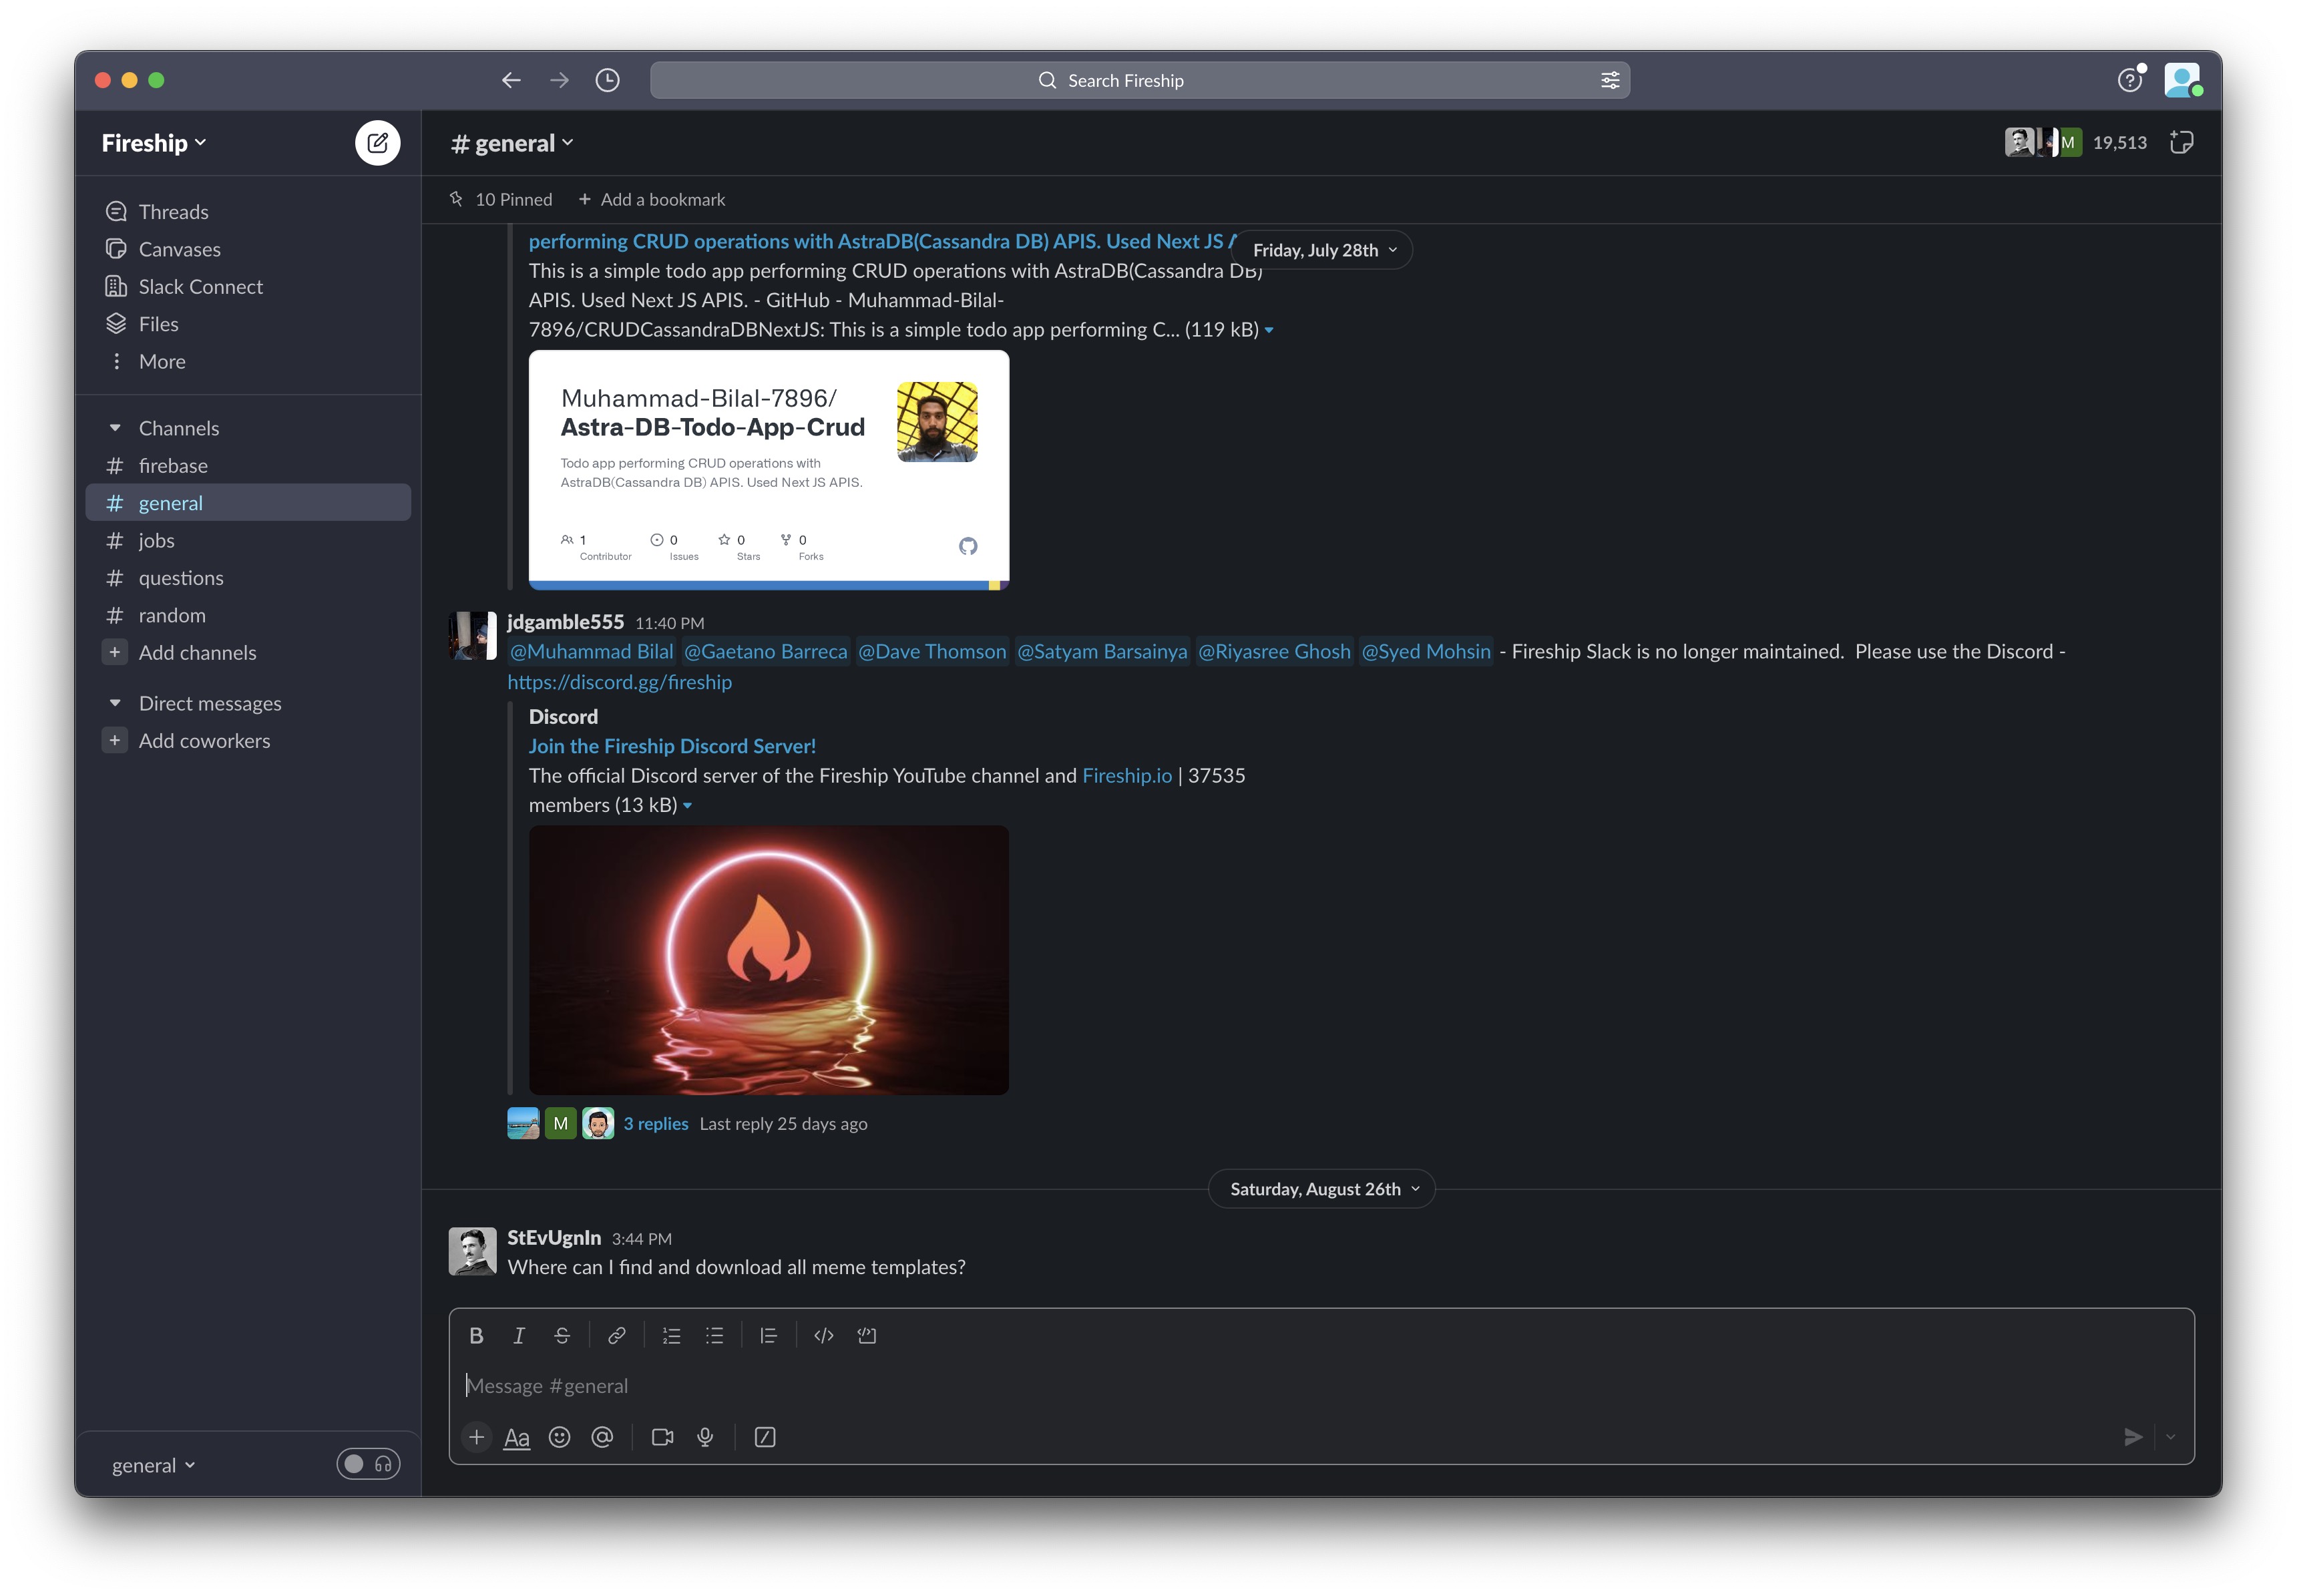 Search Fireship
Fireship
# general
M
19,513
10 Pinned
+ Add a bookmark
Threads
Canvases
Slack Connect
Files
More
Channels
# firebase
# general
# jobs
# questions
# random
+ Add channels
Direct messages
+ Add coworkers
general
performing CRUD operations with AstraDB(Cassandra DB) APIS. Used Next JS
Friday, July 28th
This is a simple todo app performing CRUD operations with AstraDB(Cassandra DB)
APIS. Used Next JS APIS. - GitHub - Muhammad-Bilal-
7896/CRUDCassandraDBNextJS: This is a simple todo app performing C... (119 kB)
Muhammad-Bilal-7896/
Astra-DB-Todo-App-Crud
Todo app performing CRUD operations with
AstraDB(Cassandra DB) APIS. Used Next JS APIS.
1 0 0 0
Contributor Issues Stars Forks
jdgamble555 11:40 PM
@Muhammad Bilal @Gaetano Barreca @Dave Thomson @Satyam Barsainya @Riyasree Ghosh @Syed Mohsin - Fireship Slack is no longer maintained. Please use the Discord -
https://discord.gg/fireship
Discord
Join the Fireship Discord Server!
The official Discord server of the Fireship YouTube channel and Fireship.io | 37535
members (13 kB)
M 3 replies Last reply 25 days ago
Saturday, August 26th
StEvUgnIn 3:44 PM
Where can I find and download all meme templates?
B I S
Message #general
+ Aa @